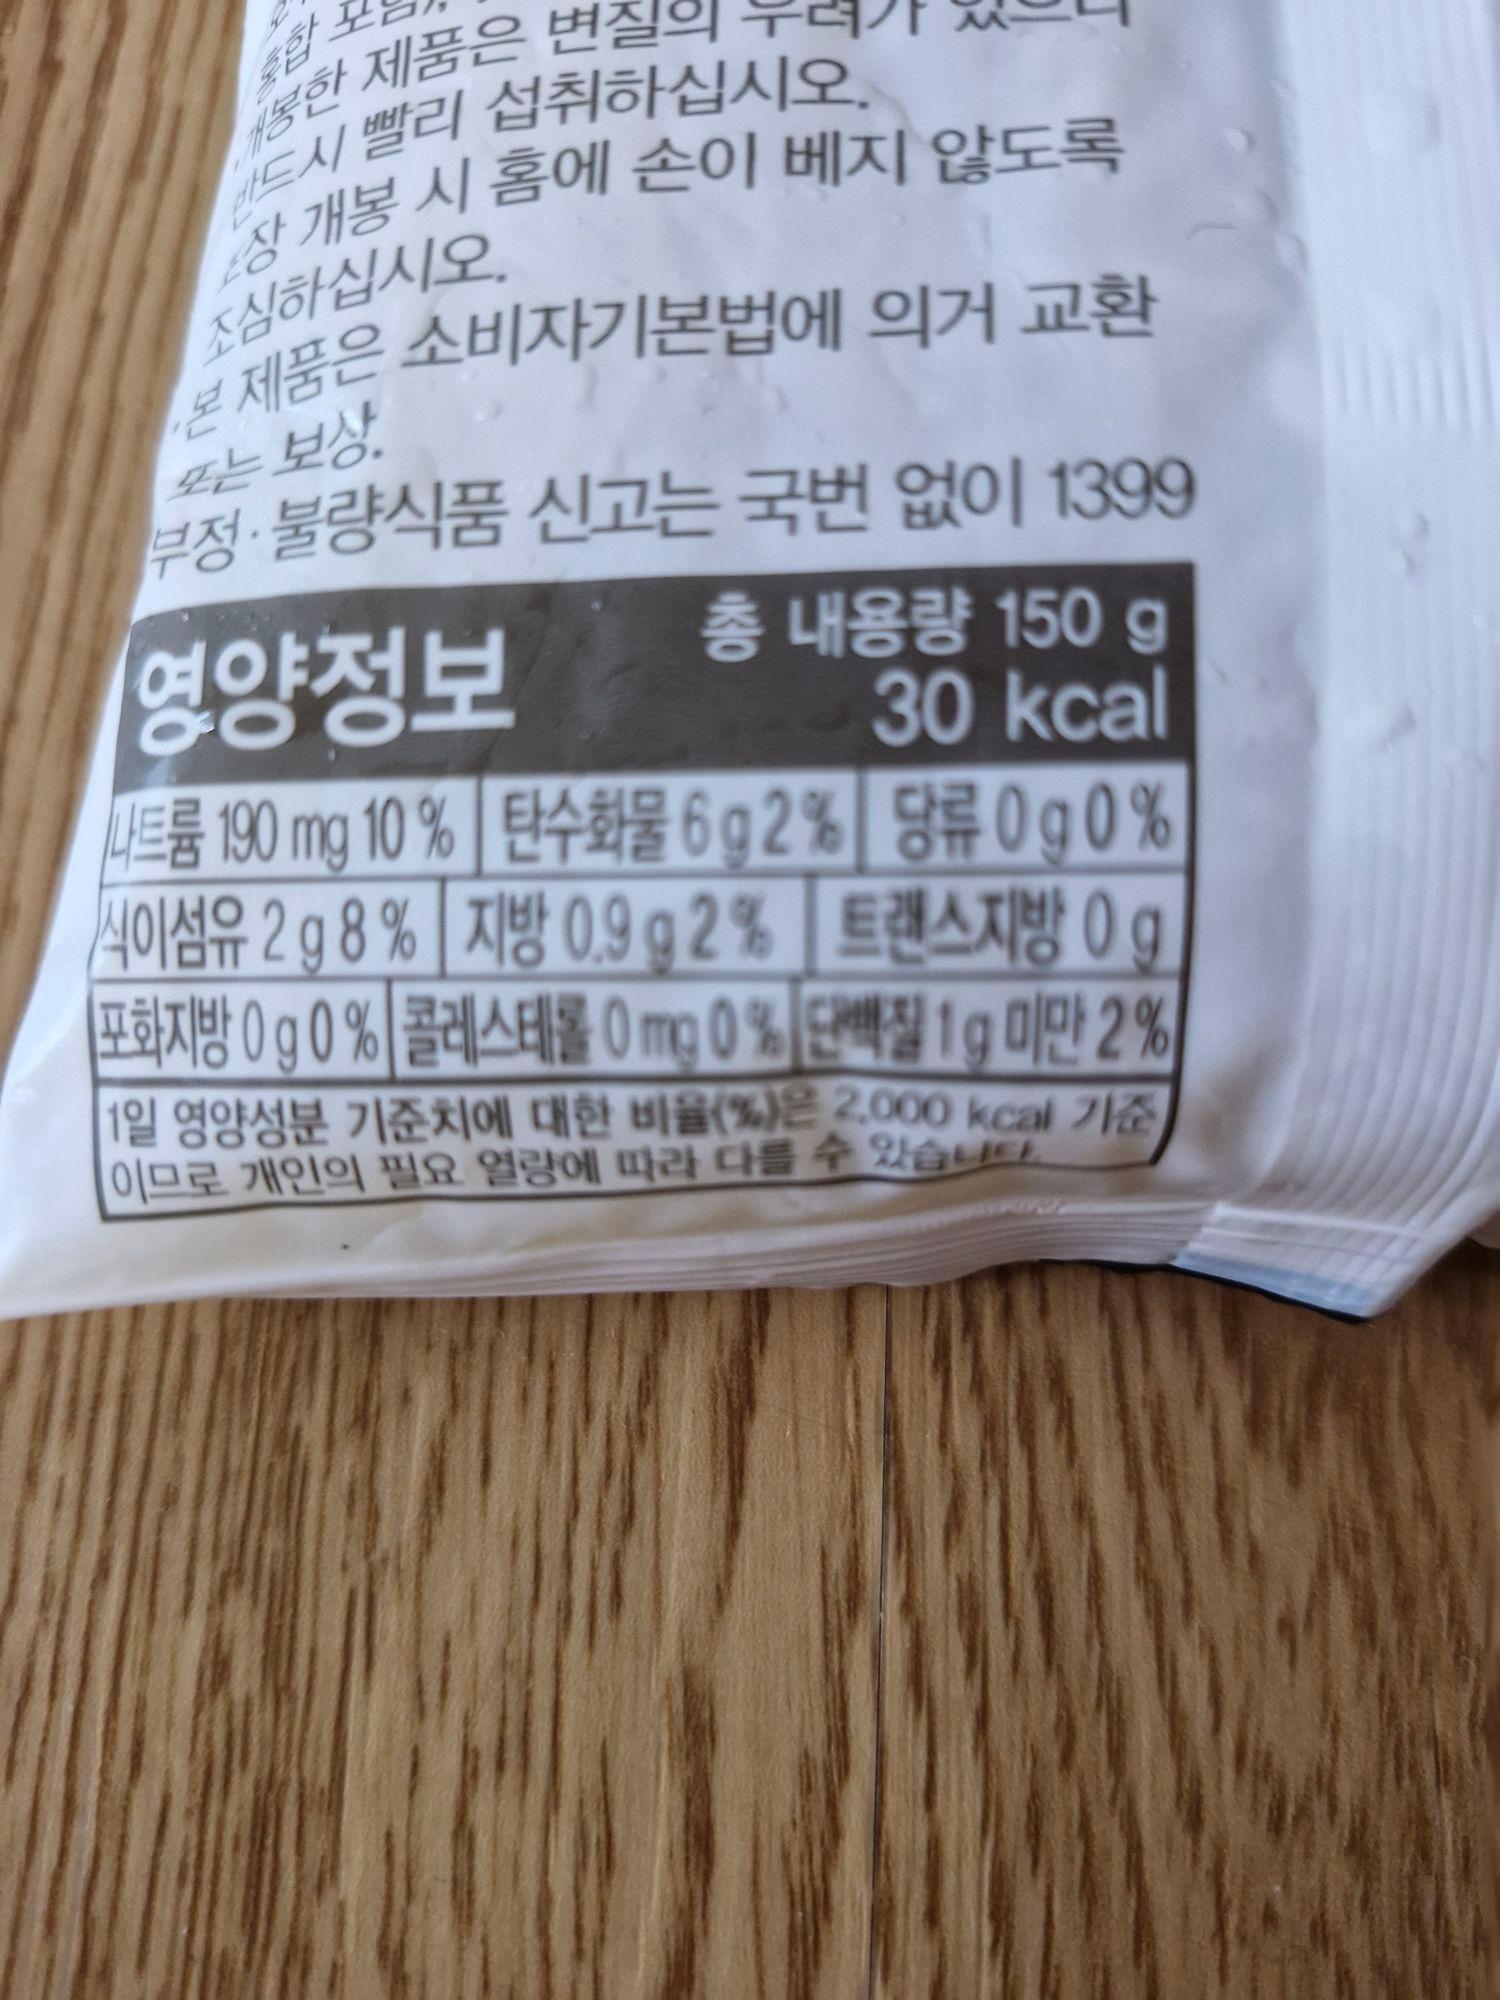 혼합 포함),
·개봉한 제품은 변질의 우려가 있으니
반드시 빨리 섭취하십시오.
포장 개봉 시 홈에 손이 베지 않도록
조심하십시오.
·본 제품은 소비자기본법에 의거 교환
또는 보상.
부정·불량식품 신고는 국번 없이 1399
영양정보 총 내용량 150 g
30 kcal
나트륨 190 mg 10 % 탄수화물 6 g 2 % 당류 0 g 0 %
식이섬유 2 g 8 % 지방 0.9 g 2 % 트랜스지방 0 g
포화지방 0 g 0 % 콜레스테롤 0 mg 0 % 단백질 1 g 미만 2 %
1일 영양성분 기준치에 대한 비율(%)은 2,000 kcal 기준
이므로 개인의 필요 열량에 따라 다를 수 있습니다.